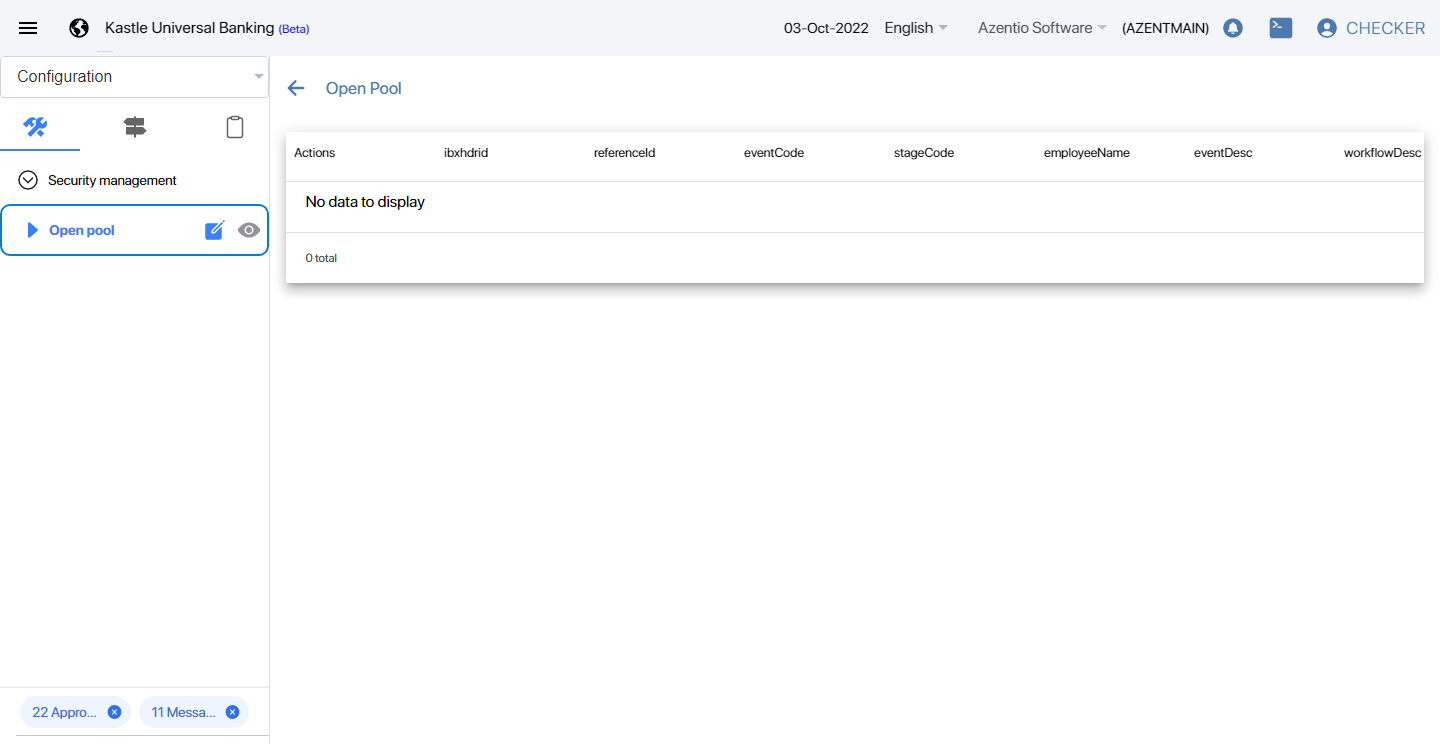 Kastle Universal Banking (Beta)
03-Oct-2022 English Azentio Software (AZENTMAIN) CHECKER
Configuration
Security management
Open pool
22 Appro... 11 Messa...
Open Pool
Actions ibxhdrid referenceId eventCode stageCode employeeName eventDesc workflowDesc
No data to display
0 total